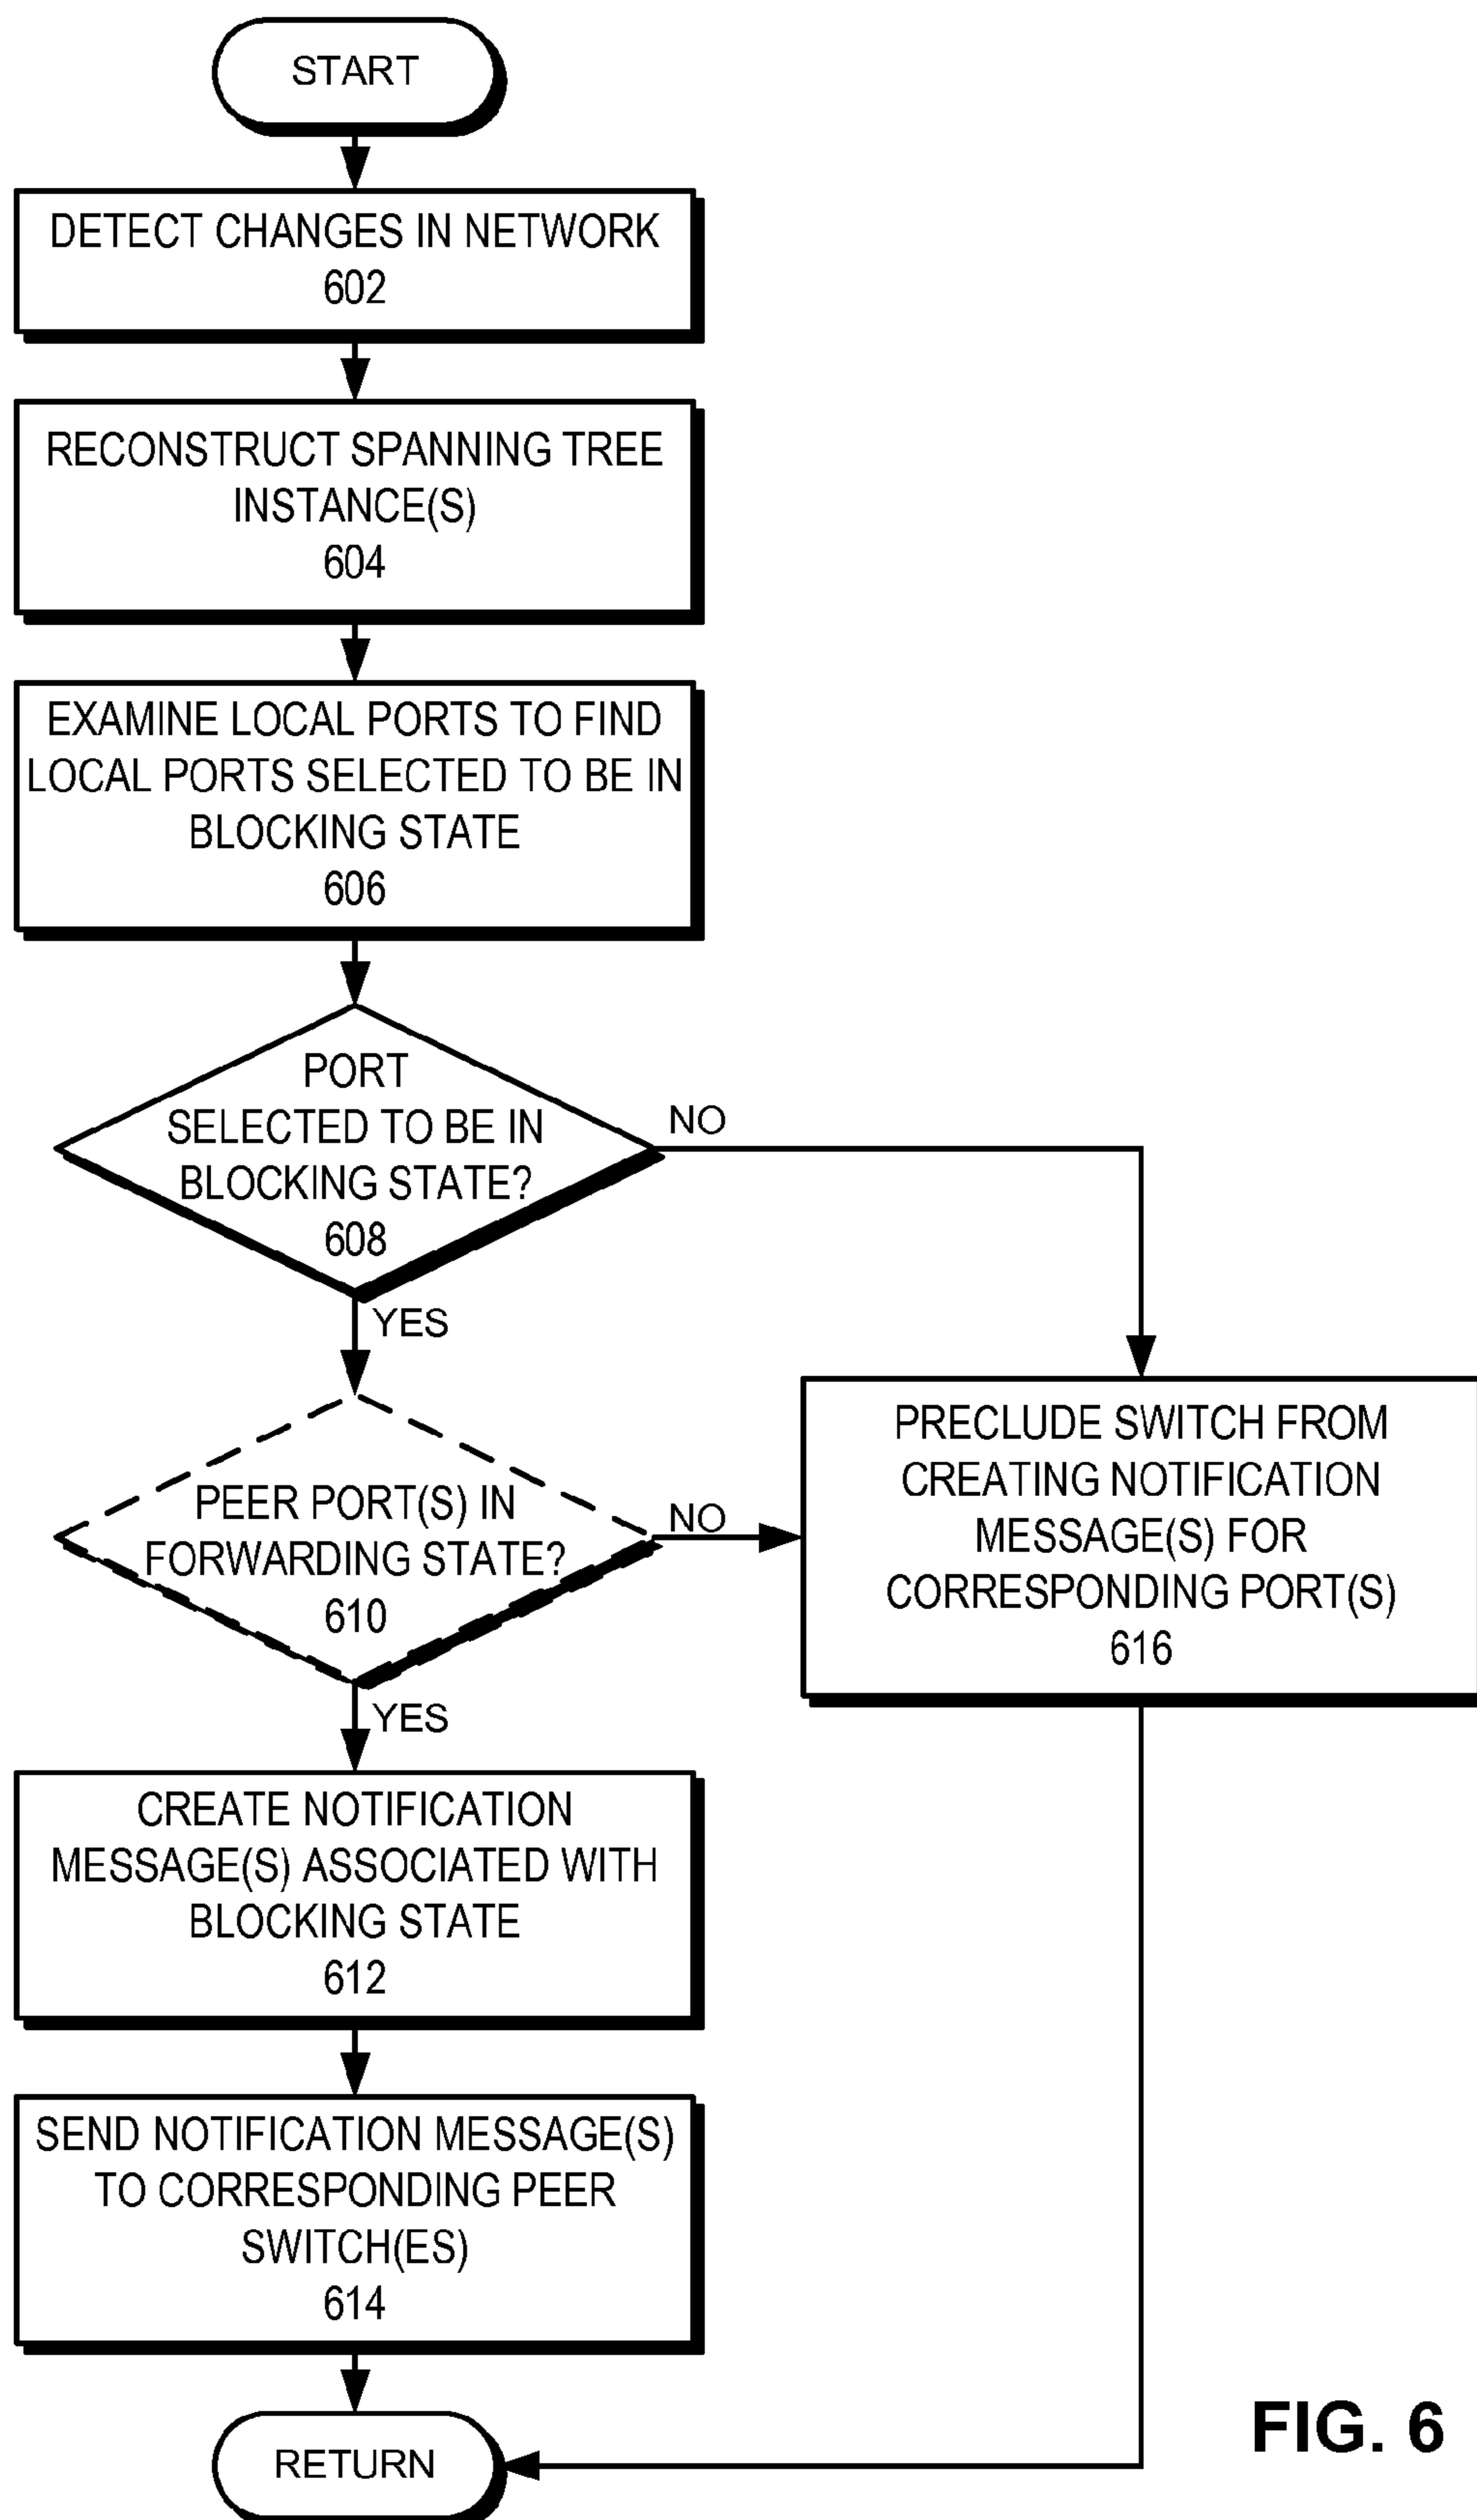 START
DETECT CHANGES IN NETWORK
602
RECONSTRUCT SPANNING TREE
INSTANCE(S)
604
EXAMINE LOCAL PORTS TO FIND
LOCAL PORTS SELECTED TO BE IN
BLOCKING STATE
606
PORT
SELECTED TO BE IN
BLOCKING STATE?
608
NO
YES
PEER PORT(S) IN
FORWARDING STATE?
610
NO
YES
PRECLUDE SWITCH FROM
CREATING NOTIFICATION
MESSAGE(S) FOR
CORRESPONDING PORT(S)
616
CREATE NOTIFICATION
MESSAGE(S) ASSOCIATED WITH
BLOCKING STATE
612
SEND NOTIFICATION MESSAGE(S)
TO CORRESPONDING PEER
SWITCH(ES)
614
RETURN
FIG. 6